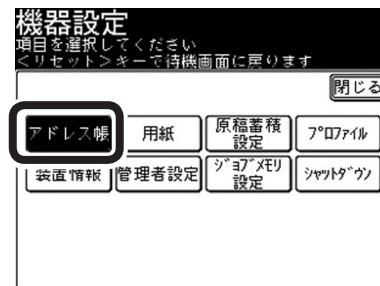 機器設定
項目を選択してください
<リセット>キーで待機画面に戻ります
閉じる
アドレス帳 用紙 原稿蓄積設定 プロファイル
装置情報 管理者設定 ジョブメモリ設定 シャットダウン